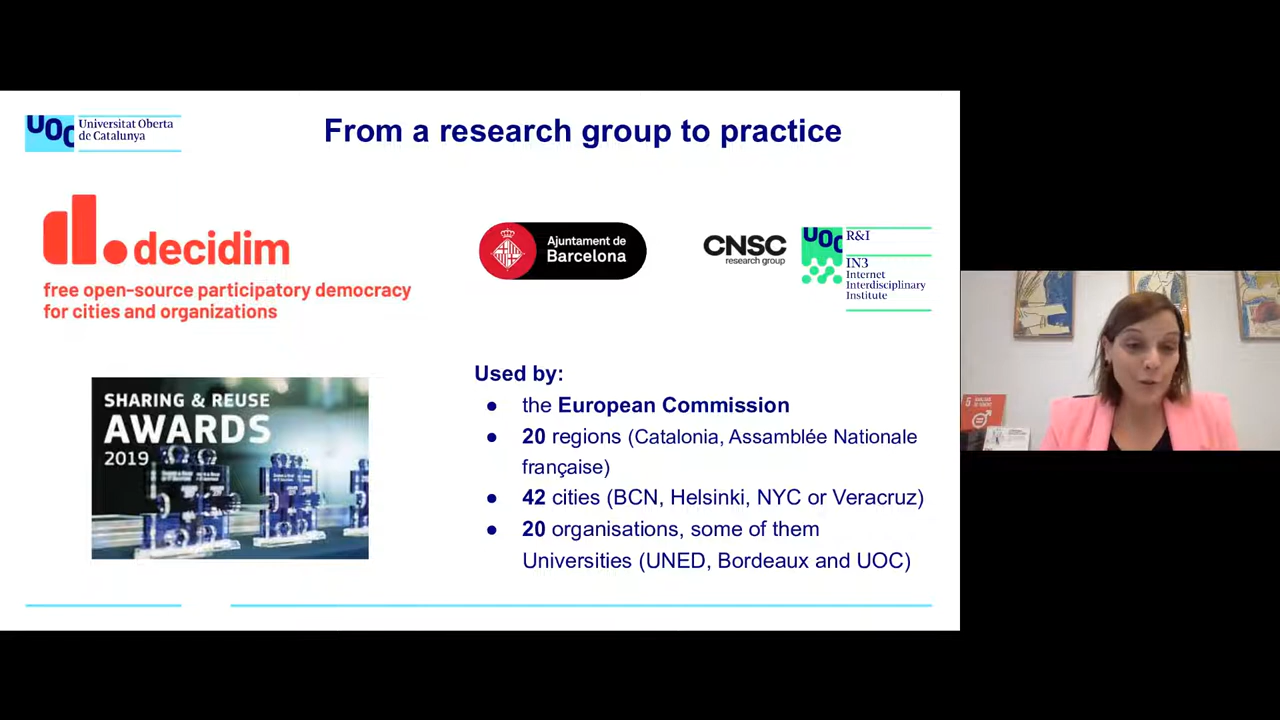 UOC
Universitat Oberta
de Catalunya
From a research group to practice
d.decidim
free open-source participatory democracy
for cities and organizations
Ajuntament de
Barcelona
CNSC
research group
UOC
R&I
IN3
Internet
Interdisciplinary
Institute
SHARING & REUSE
AWARDS
2019
Used by:
● the European Commission
● 20 regions (Catalonia, Assamblée Nationale
française)
● 42 cities (BCN, Helsinki, NYC or Veracruz)
● 20 organisations, some of them
Universities (UNED, Bordeaux and UOC)
5